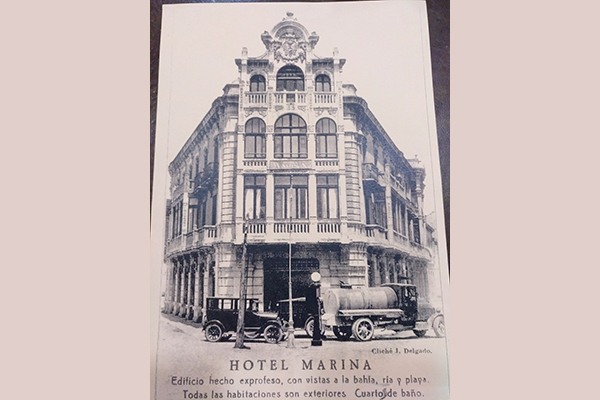 Cliché J. Delgado.
HOTEL MARINA
Edificio hecho exprofeso, con vistas a la bahía, ría y playa.
Todas las habitaciones son exteriores Cuartos de baño.